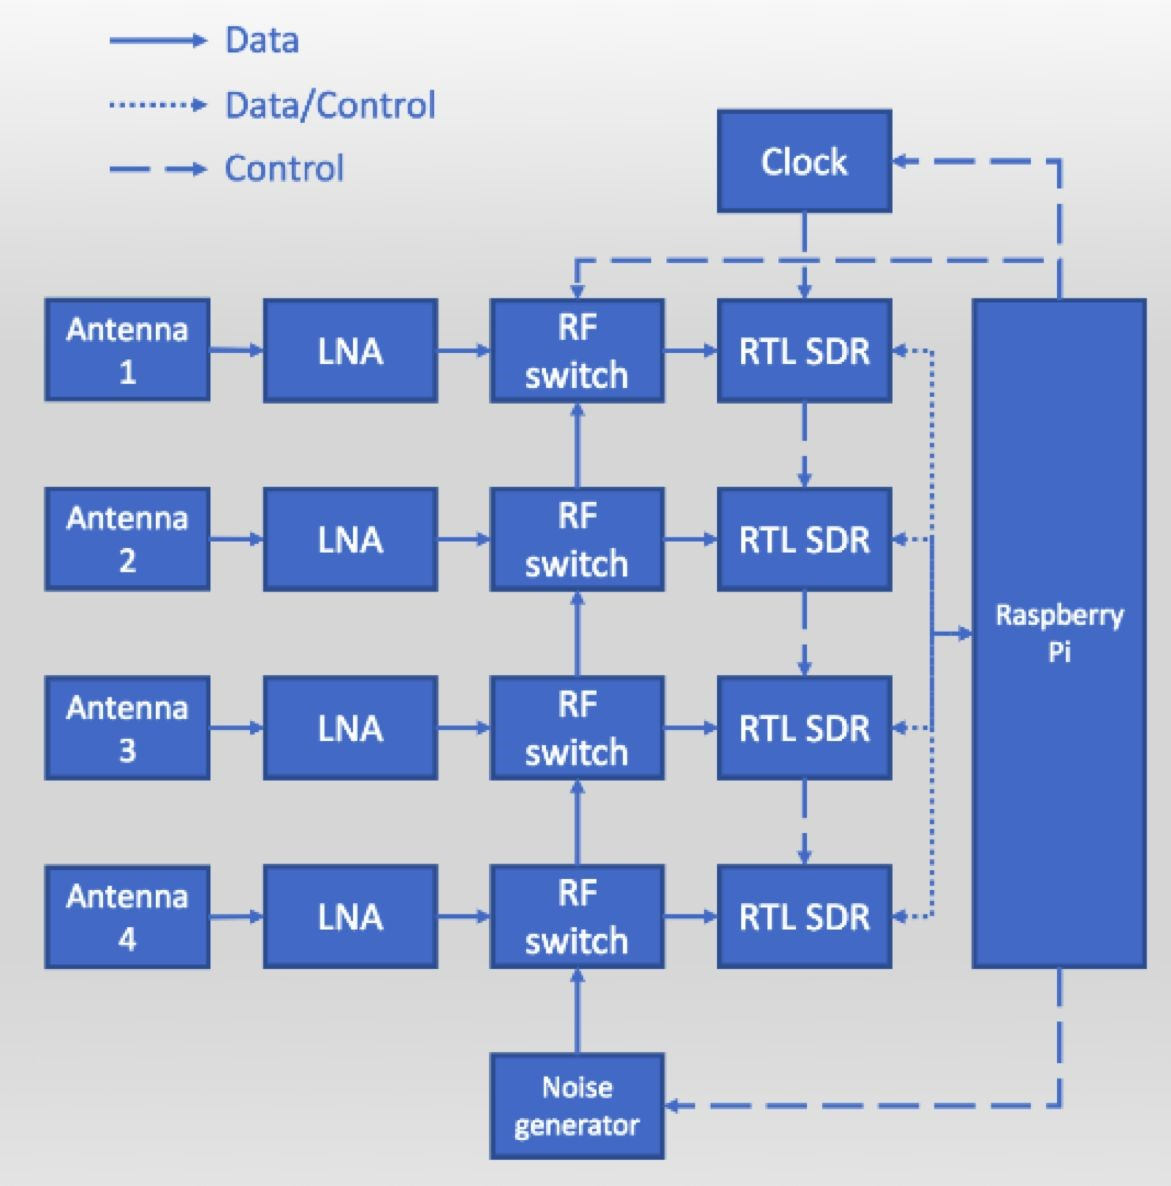 Data
Data/Control
Control
Clock
Antenna
1
LNA
RF
switch
RTL SDR
Antenna
2
LNA
RF
switch
RTL SDR
Raspberry
Pi
Antenna
3
LNA
RF
switch
RTL SDR
Antenna
4
LNA
RF
switch
RTL SDR
Noise
generator